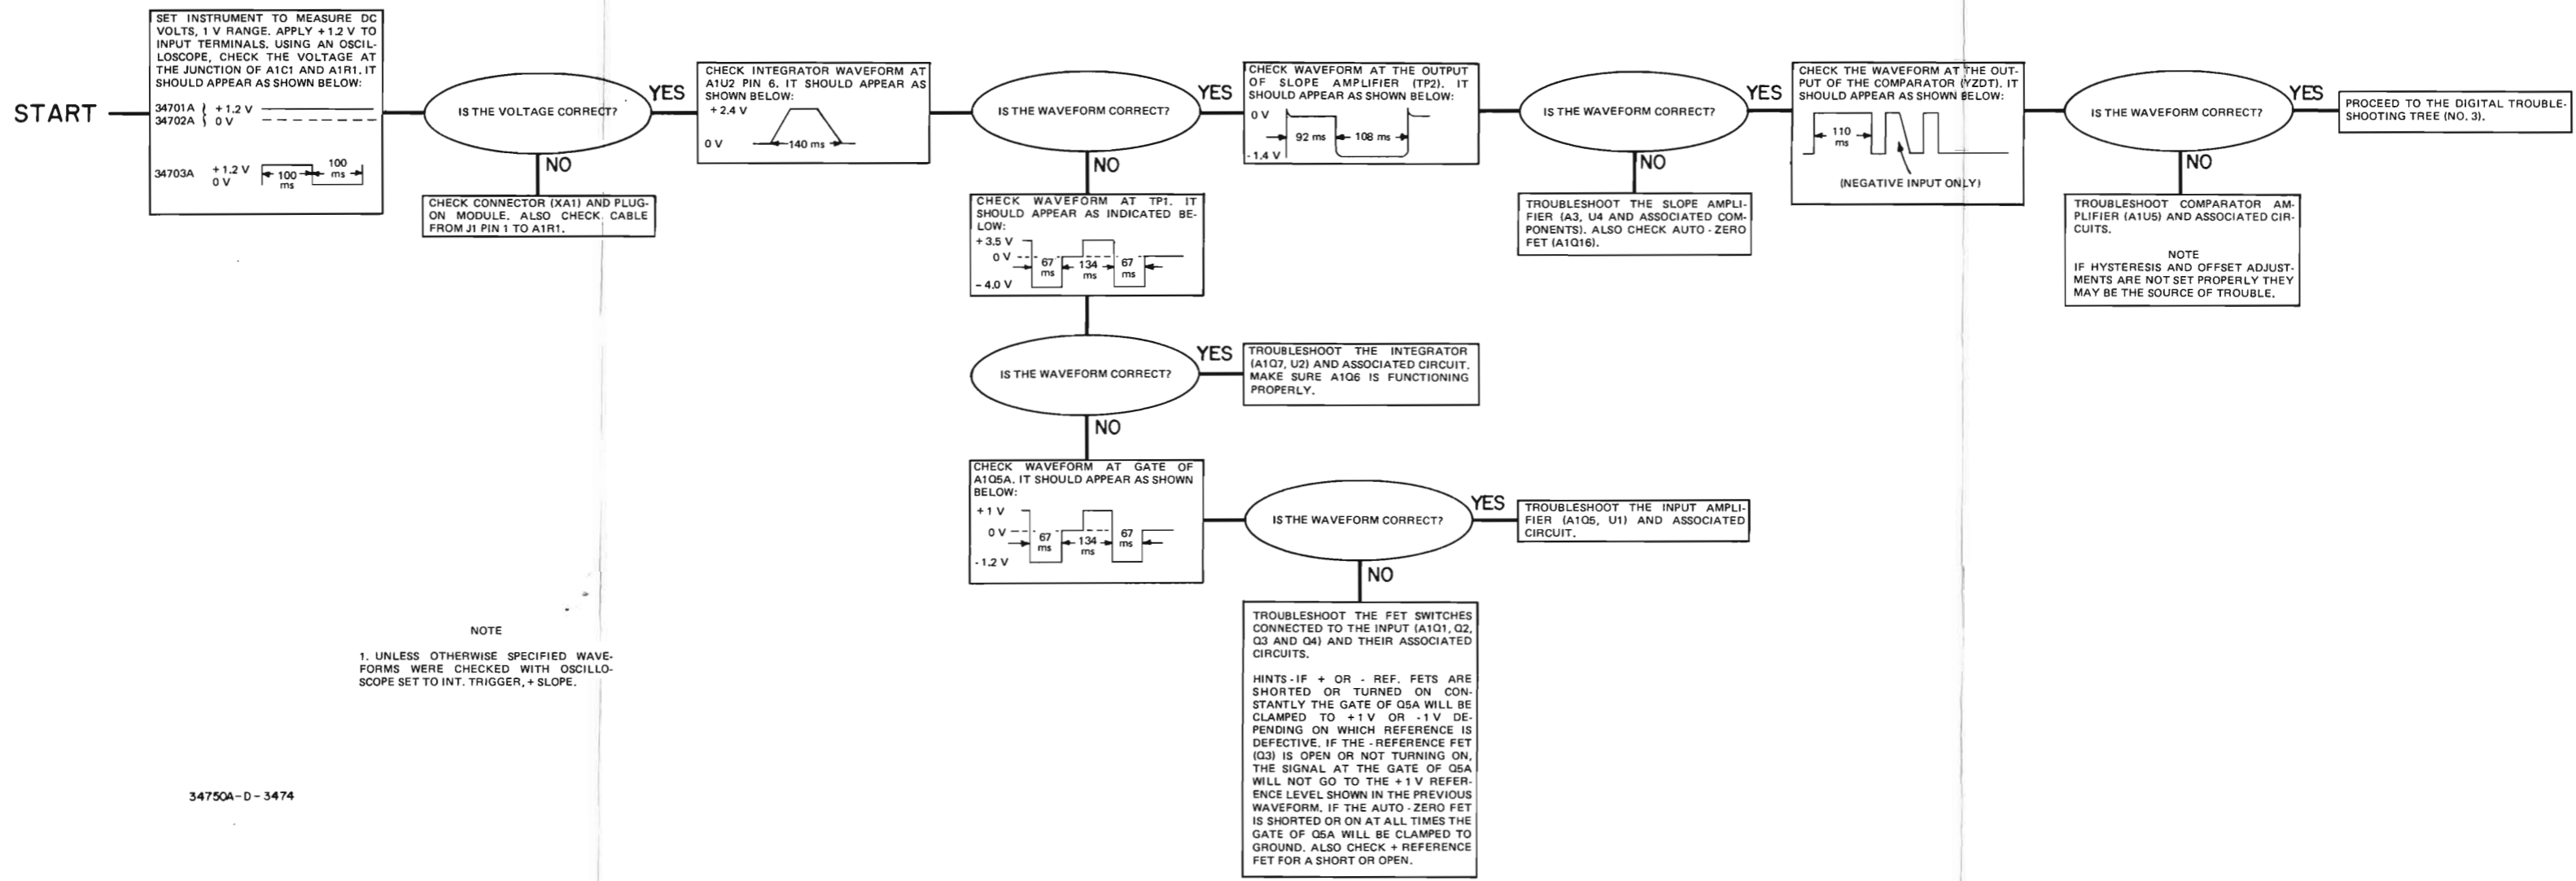 START
SET INSTRUMENT TO MEASURE DC
VOLTS, 1 V RANGE. APPLY +1.2 V TO
INPUT TERMINALS. USING AN OSCIL-
LOSCOPE, CHECK THE VOLTAGE AT
THE JUNCTION OF A1C1 AND A1R1. IT
SHOULD APPEAR AS SHOWN BELOW:
34701A } + 1.2 V
34702A } 0 V
34703A + 1.2 V
0 V
100
ms
100
ms
IS THE VOLTAGE CORRECT?
YES
NO
CHECK CONNECTOR (XA1) AND PLUG-
ON MODULE. ALSO CHECK CABLE
FROM J1 PIN 1 TO A1R1.
CHECK INTEGRATOR WAVEFORM AT
A1U2 PIN 6. IT SHOULD APPEAR AS
SHOWN BELOW:
+ 2.4 V
0 V
140 ms
IS THE WAVEFORM CORRECT?
YES
NO
CHECK WAVEFORM AT TP1. IT
SHOULD APPEAR AS INDICATED BE-
LOW:
+ 3.5 V
0 V
- 4.0 V
67
ms
134
ms
67
ms
IS THE WAVEFORM CORRECT?
YES
TROUBLESHOOT THE INTEGRATOR
(A1Q7, U2) AND ASSOCIATED CIRCUIT.
MAKE SURE A1Q6 IS FUNCTIONING
PROPERLY.
NO
CHECK WAVEFORM AT GATE OF
A1Q5A. IT SHOULD APPEAR AS SHOWN
BELOW:
+ 1 V
0 V
- 1.2 V
67
ms
134
ms
67
ms
IS THE WAVEFORM CORRECT?
YES
TROUBLESHOOT THE INPUT AMPLI-
FIER (A1Q5, U1) AND ASSOCIATED
CIRCUIT.
NO
TROUBLESHOOT THE FET SWITCHES
CONNECTED TO THE INPUT (A1Q1, Q2,
Q3 AND Q4) AND THEIR ASSOCIATED
CIRCUITS.
HINTS - IF + OR - REF. FETS ARE
SHORTED OR TURNED ON CON-
STANTLY THE GATE OF Q5A WILL BE
CLAMPED TO +1 V OR -1 V DE-
PENDING ON WHICH REFERENCE IS
DEFECTIVE. IF THE - REFERENCE FET
(Q3) IS OPEN OR NOT TURNING ON,
THE SIGNAL AT THE GATE OF Q5A
WILL NOT GO TO THE +1 V REFER-
ENCE LEVEL SHOWN IN THE PREVIOUS
WAVEFORM. IF THE AUTO - ZERO FET
IS SHORTED OR ON AT ALL TIMES THE
GATE OF Q5A WILL BE CLAMPED TO
GROUND. ALSO CHECK + REFERENCE
FET FOR A SHORT OR OPEN.
CHECK WAVEFORM AT THE OUTPUT
OF SLOPE AMPLIFIER (TP2). IT
SHOULD APPEAR AS SHOWN BELOW:
0 V
- 1.4 V
92 ms
108 ms
IS THE WAVEFORM CORRECT?
YES
NO
TROUBLESHOOT THE SLOPE AMPLI-
FIER (A3, U4 AND ASSOCIATED COM-
PONENTS). ALSO CHECK AUTO - ZERO
FET (A1Q16).
CHECK THE WAVEFORM AT THE OUT-
PUT OF THE COMPARATOR (YZDT). IT
SHOULD APPEAR AS SHOWN BELOW:
110
ms
(NEGATIVE INPUT ONLY)
IS THE WAVEFORM CORRECT?
YES
PROCEED TO THE DIGITAL TROUBLE-
SHOOTING TREE (NO. 3).
NO
TROUBLESHOOT COMPARATOR AM-
PLIFIER (A1U5) AND ASSOCIATED CIR-
CUITS.
NOTE
IF HYSTERESIS AND OFFSET ADJUST-
MENTS ARE NOT SET PROPERLY THEY
MAY BE THE SOURCE OF TROUBLE.
NOTE
1. UNLESS OTHERWISE SPECIFIED WAVE-
FORMS WERE CHECKED WITH OSCILLO-
SCOPE SET TO INT. TRIGGER, + SLOPE.
34750A-D-3474